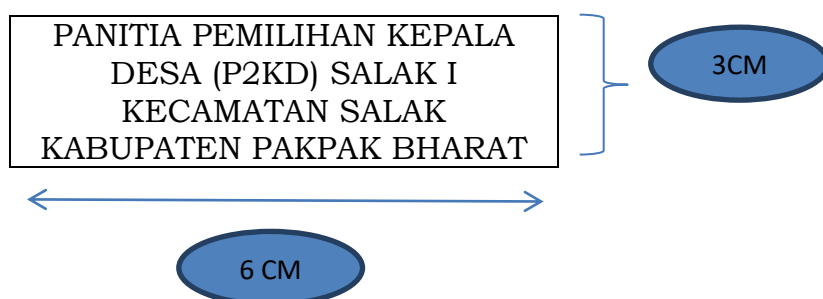 PANITIA PEMILIHAN KEPALA
DESA (P2KD) SALAK I
KECAMATAN SALAK
KABUPATEN PAKPAK BHARAT
3CM
6 CM